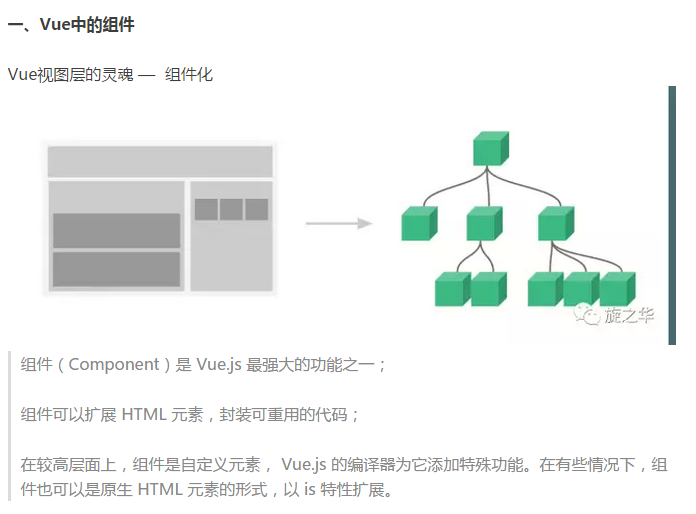 一、Vue中的组件
Vue视图层的灵魂 — 组件化
旋之华
组件（Component）是 Vue.js 最强大的功能之一；
组件可以扩展 HTML 元素，封装可重用的代码；
在较高层面上，组件是自定义元素， Vue.js 的编译器为它添加特殊功能。在有些情况下，组
件也可以是原生 HTML 元素的形式，以 is 特性扩展。